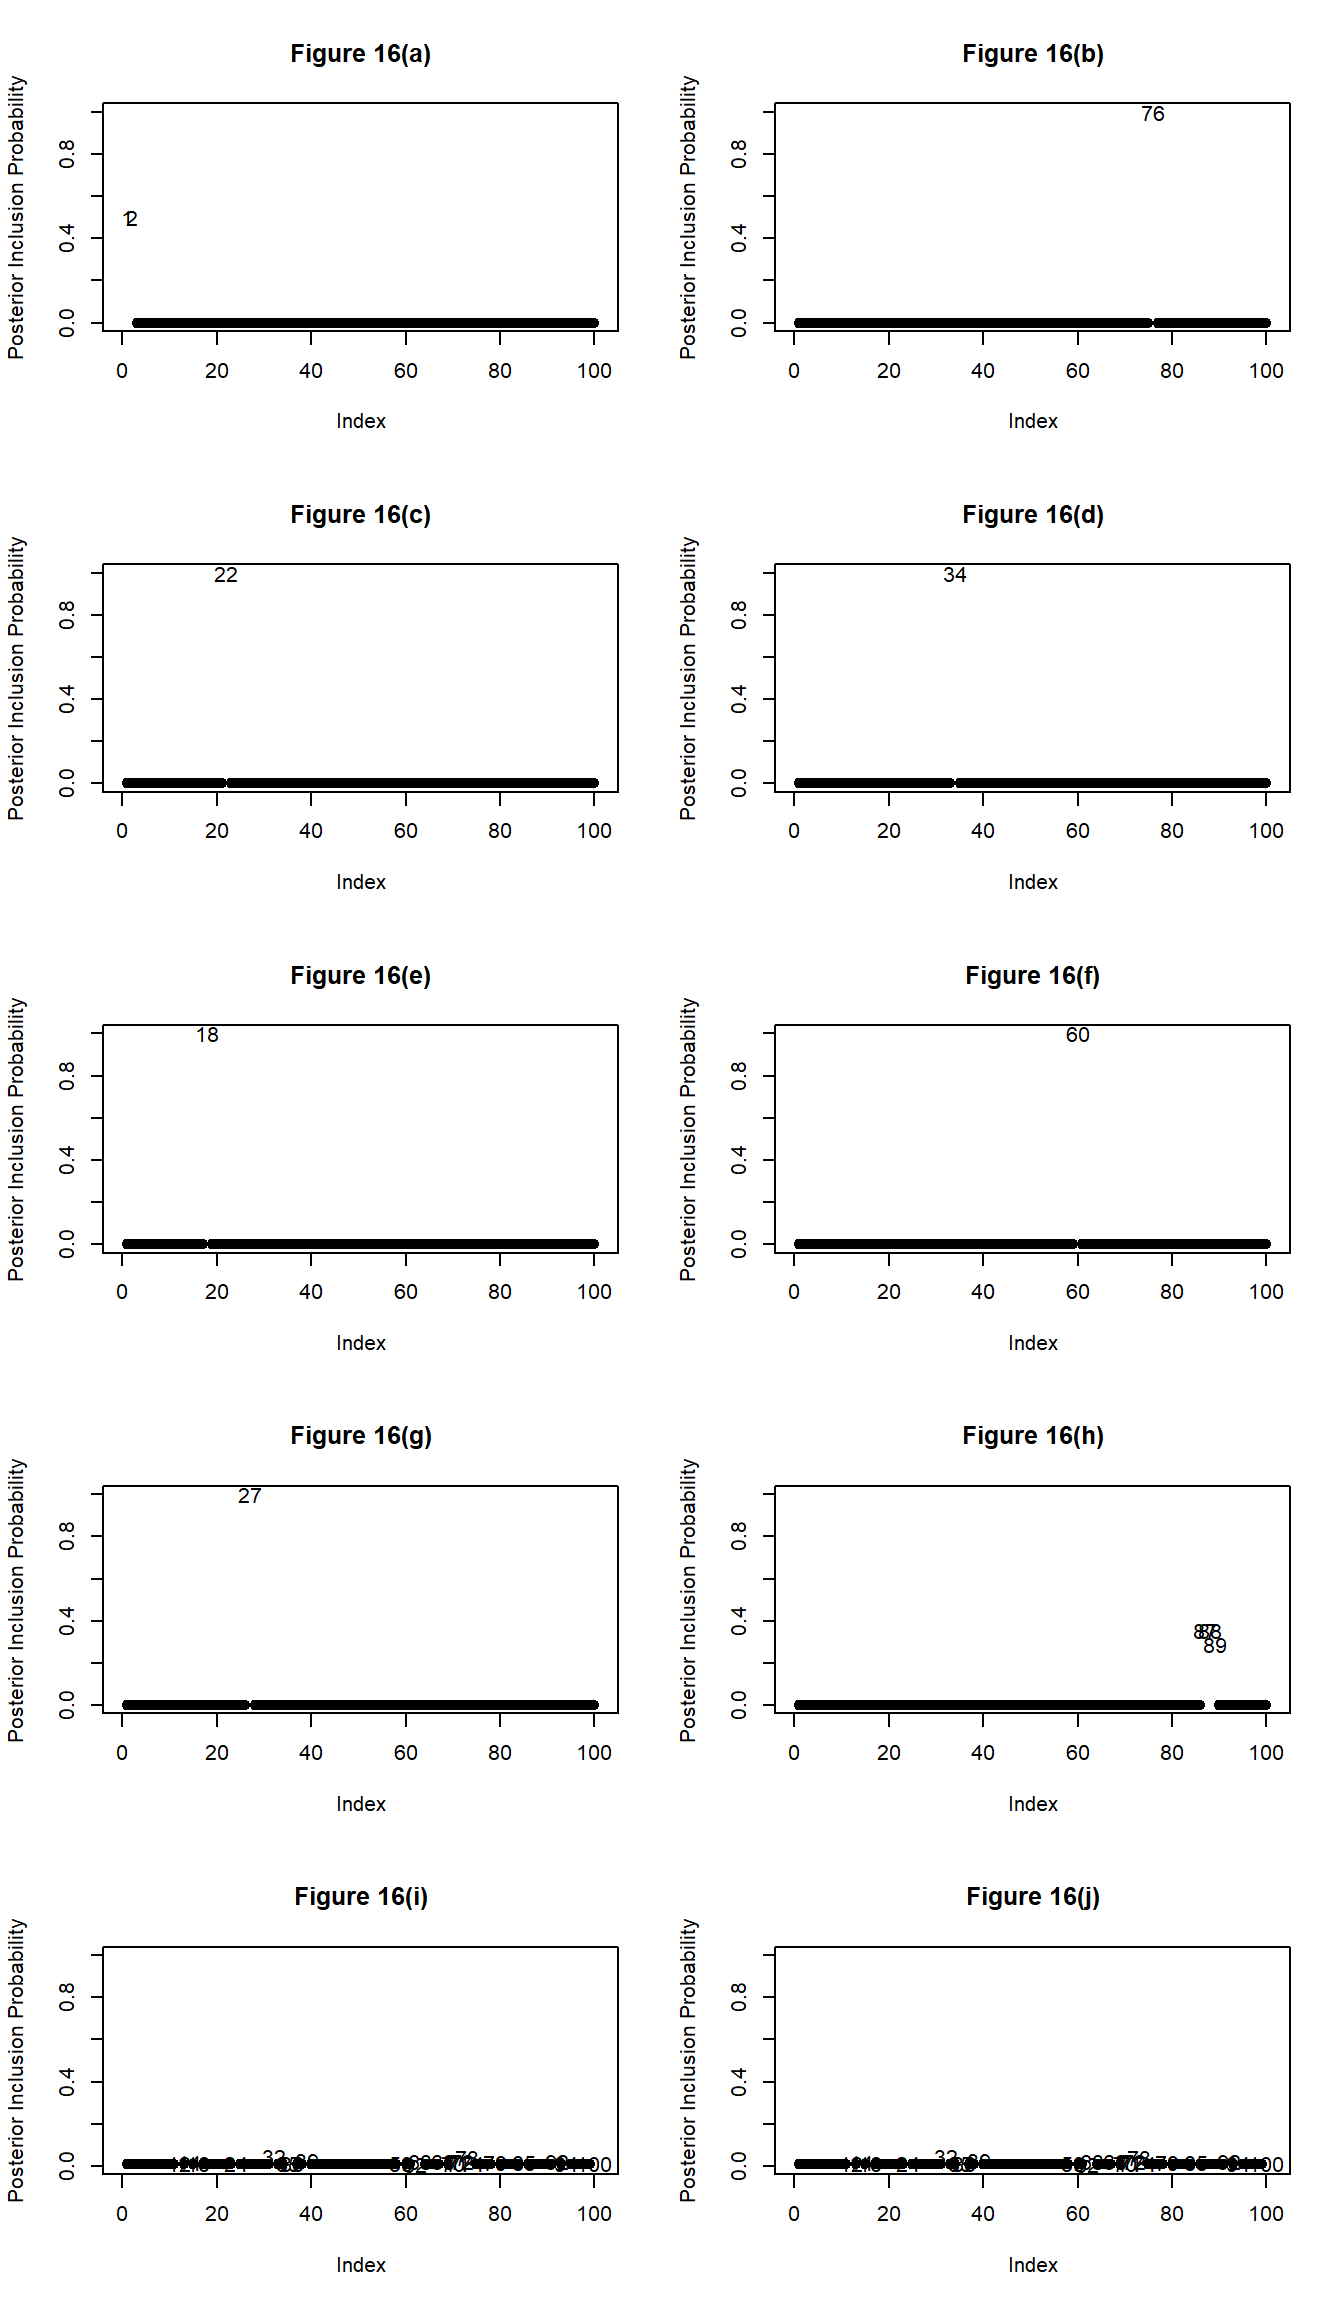 Figure 16(a)
Posterior Inclusion Probability
0.0 0.4 0.8
12
0 20 40 60 80 100
Index
Figure 16(b)
Posterior Inclusion Probability
0.0 0.4 0.8
76
0 20 40 60 80 100
Index
Figure 16(c)
Posterior Inclusion Probability
0.0 0.4 0.8
22
0 20 40 60 80 100
Index
Figure 16(d)
Posterior Inclusion Probability
0.0 0.4 0.8
34
0 20 40 60 80 100
Index
Figure 16(e)
Posterior Inclusion Probability
0.0 0.4 0.8
18
0 20 40 60 80 100
Index
Figure 16(f)
Posterior Inclusion Probability
0.0 0.4 0.8
60
0 20 40 60 80 100
Index
Figure 16(g)
Posterior Inclusion Probability
0.0 0.4 0.8
27
0 20 40 60 80 100
Index
Figure 16(h)
Posterior Inclusion Probability
0.0 0.4 0.8
87 88
89
0 20 40 60 80 100
Index
Figure 16(i)
Posterior Inclusion Probability
0.0 0.4 0.8
32
100
0 20 40 60 80 100
Index
Figure 16(j)
Posterior Inclusion Probability
0.0 0.4 0.8
32
100
0 20 40 60 80 100
Index